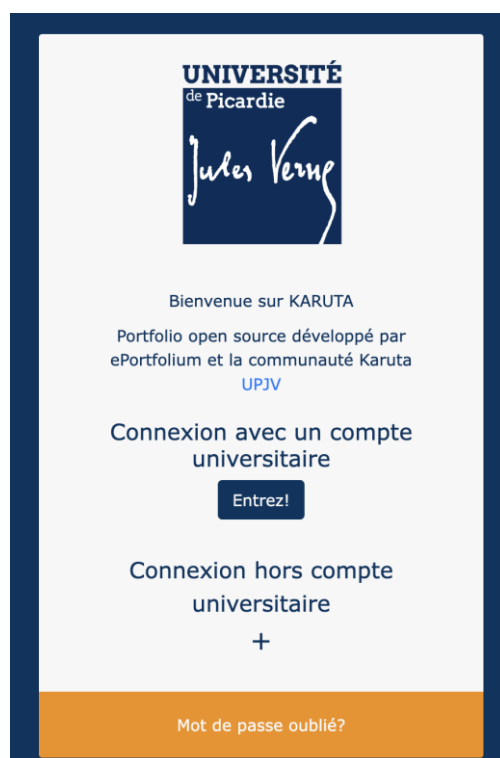 UNIVERSITÉ
de Picardie
Jules Verne
Bienvenue sur KARUTA
Portfolio open source développé par
ePortfolium et la communauté Karuta
UPJV
Connexion avec un compte
universitaire
Entrez!
Connexion hors compte
universitaire
+
Mot de passe oublié?